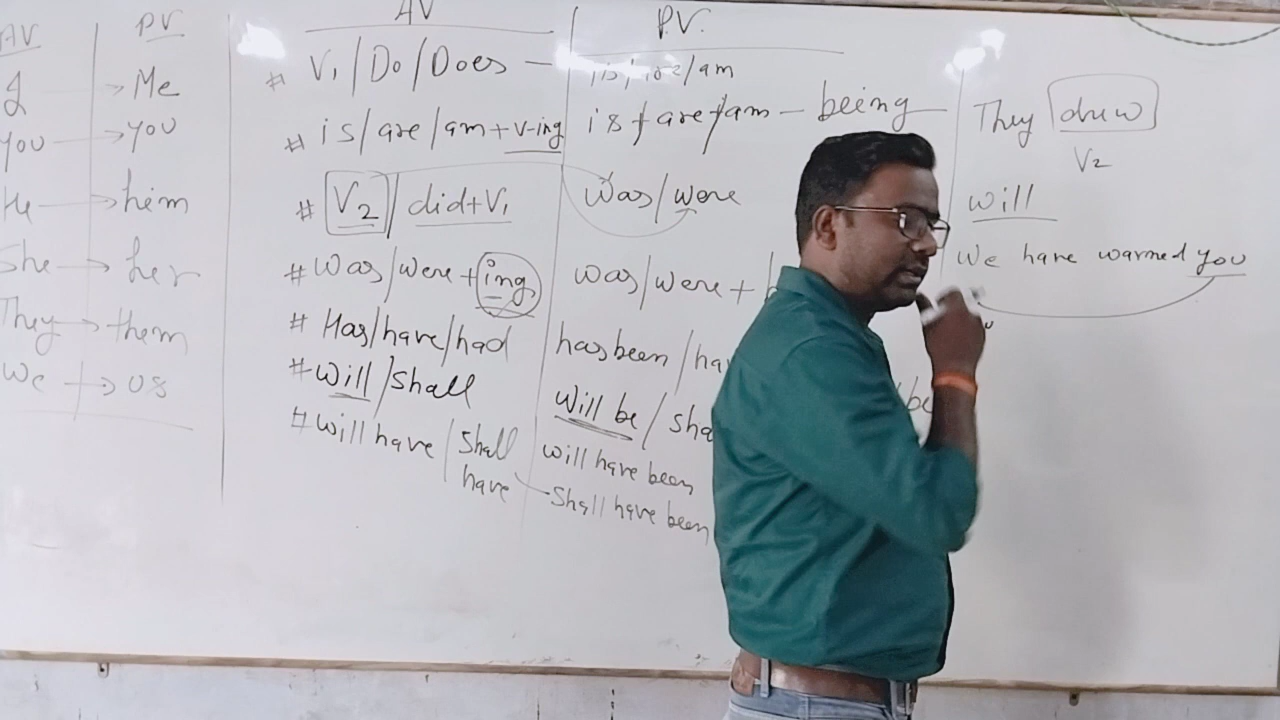 AV PV
I → Me
You → you
He → him
She → her
They → them
We → us
AV P.V.
# V1/Do/Does — is/are/am
# is/are/am+v-ing is/are/am – being
# V2/did+V1 Was/were
# Was/were+ing was/were +
# Has/have/had has been /ha
# Will/Shall Will be / sha be
# will have / Shall have will have been
Shall have been
They drew
V2
will
We have warned you